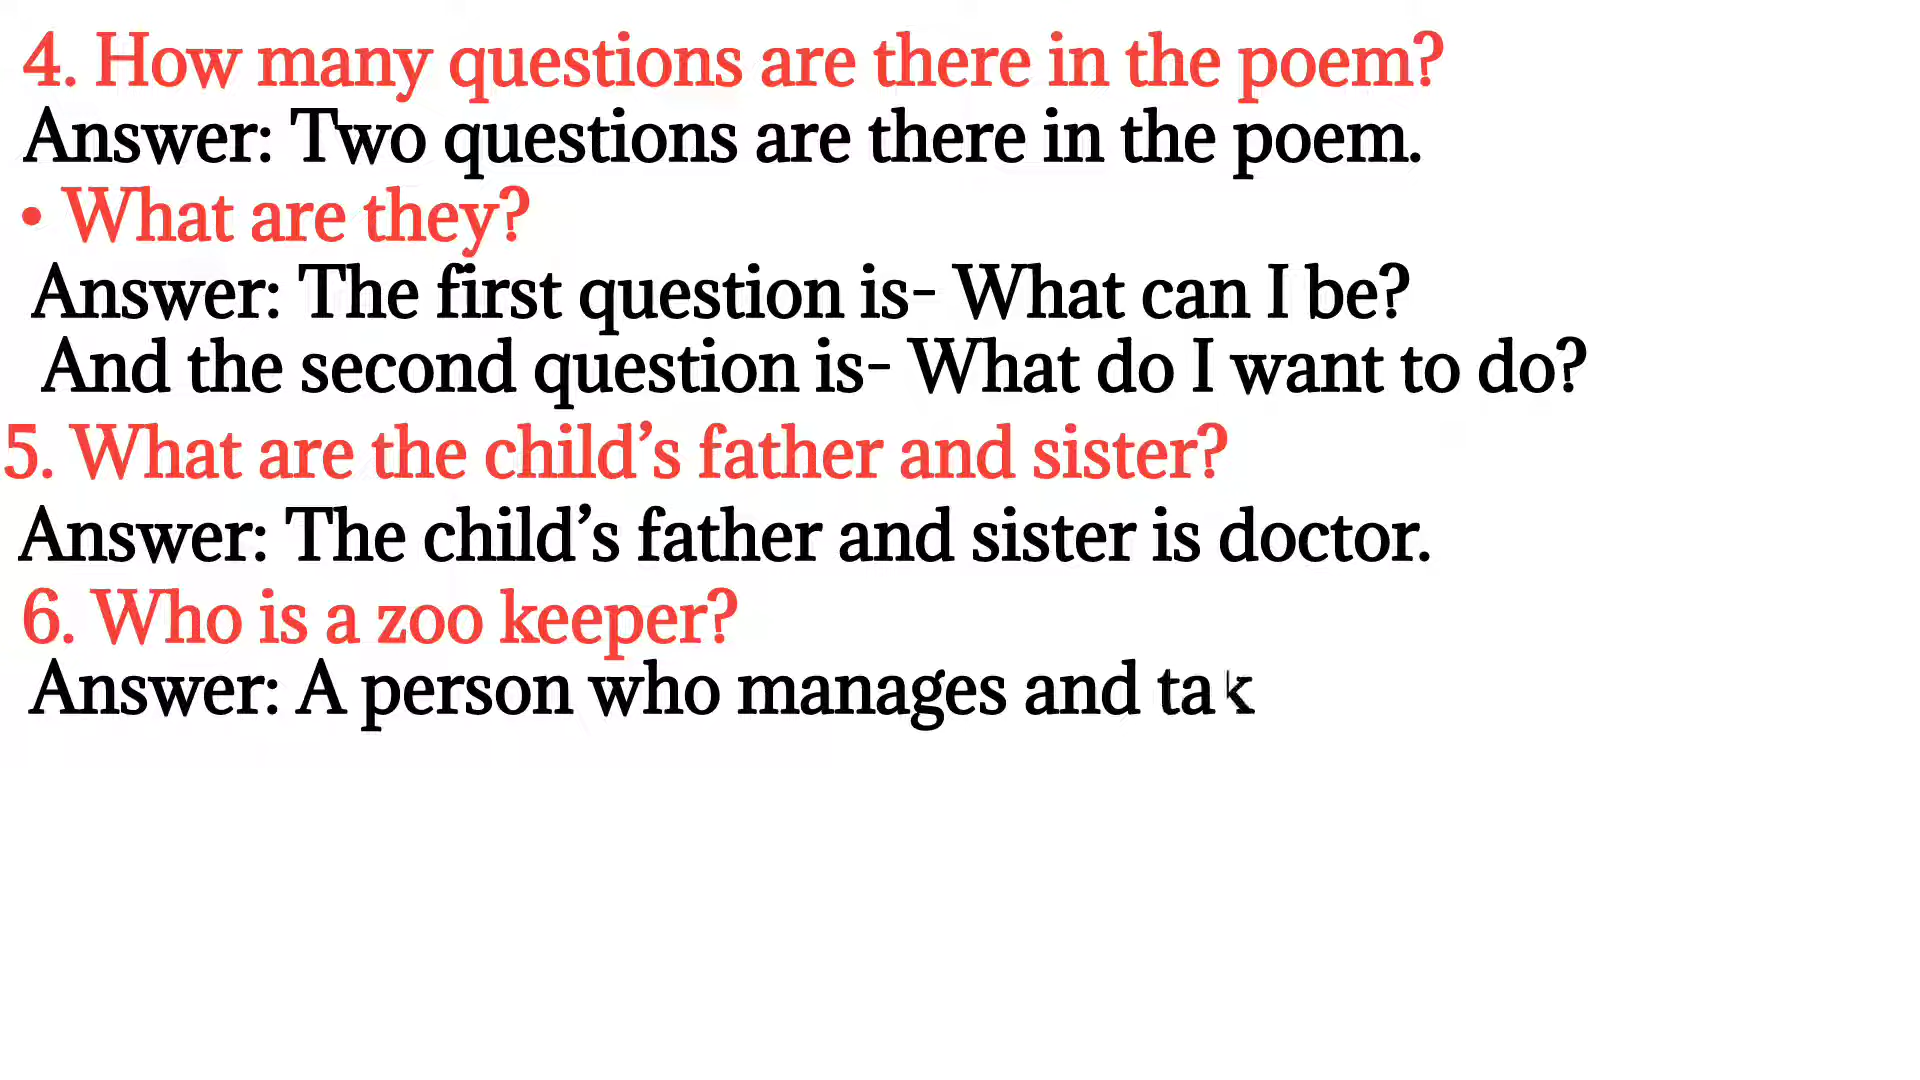 4. How many questions are there in the poem?
Answer: Two questions are there in the poem.
• What are they?
Answer: The first question is- What can I be?
And the second question is- What do I want to do?
5. What are the child’s father and sister?
Answer: The child’s father and sister is doctor.
6. Who is a zoo keeper?
Answer: A person who manages and tak